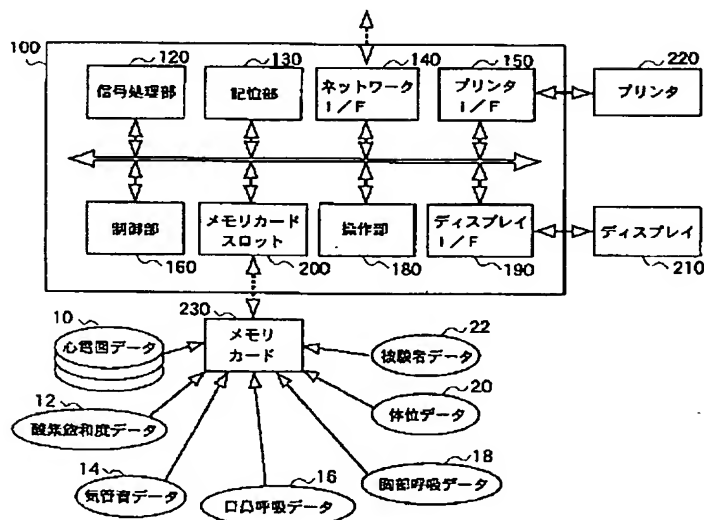 100
120
130
140
150
220
信号処理部
記位部
ネットワーク
I/F
プリンタ
I/F
プリンタ
制御部
メモリカード
スロット
操作部
ディスプレイ
I/F
ディスプレイ
160
200
180
190
210
10
230
22
心電図データ
メモリ
カード
被験者データ
12
20
酸素飽和度データ
体位データ
14
16
18
気管音データ
口鼻呼吸データ
胸部呼吸データ